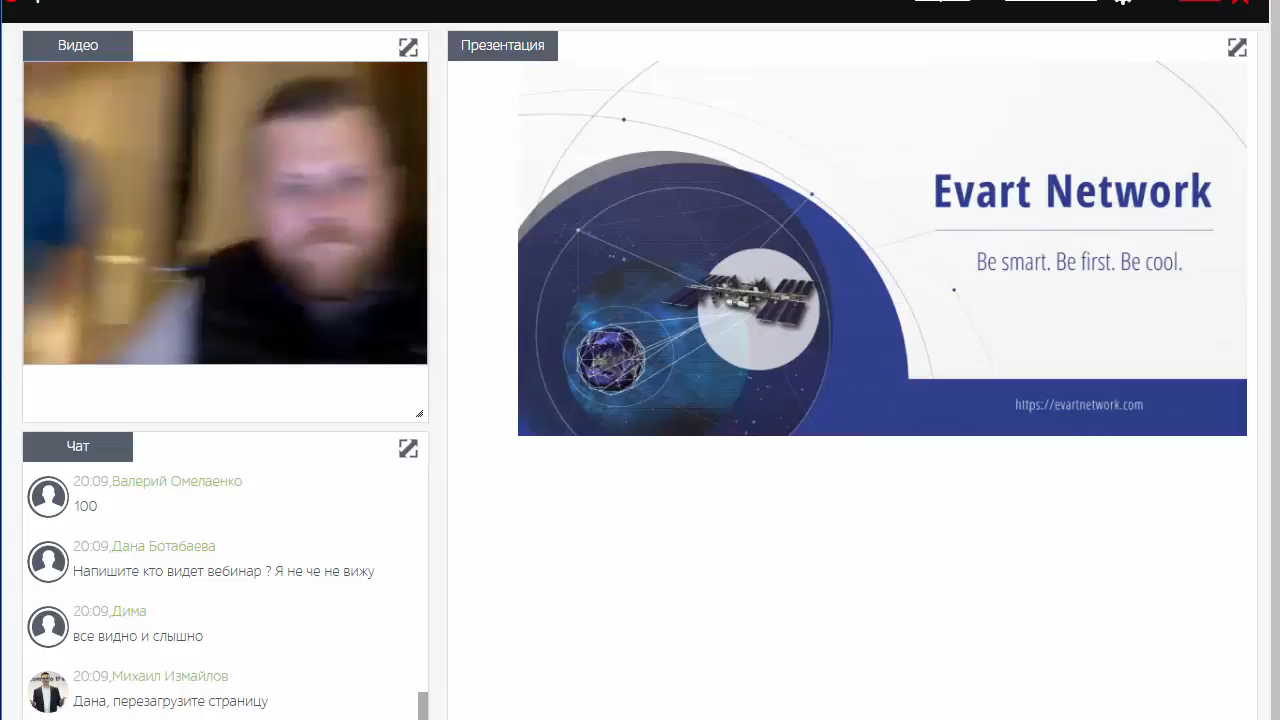 Видео
Презентация
Evart Network
Be smart. Be first. Be cool.
https://evartnetwork.com
Чат
20:09,Валерий Омелаенко
100
20:09,Дана Ботабаева
Напишите кто видет вебинар ? Я не че не вижу
20:09,Дима
все видно и слышно
20:09,Михаил Измайлов
Дана, перезагрузите страницу